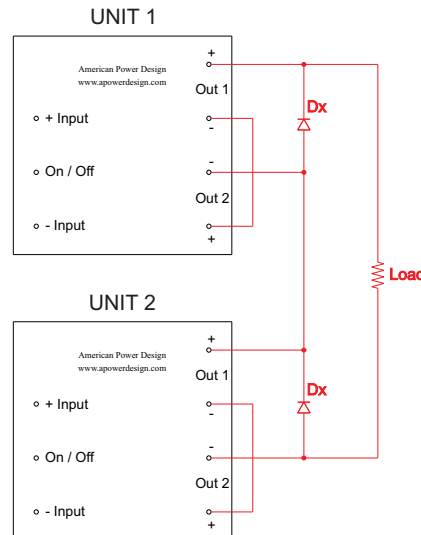 UNIT 1
+
American Power Design
www.apowerdesign.com
Out 1
Dx
+ Input
-
On / Off
-
Out 2
- Input
+
Load
UNIT 2
+
American Power Design
www.apowerdesign.com
Out 1
Dx
+ Input
-
On / Off
-
Out 2
- Input
+